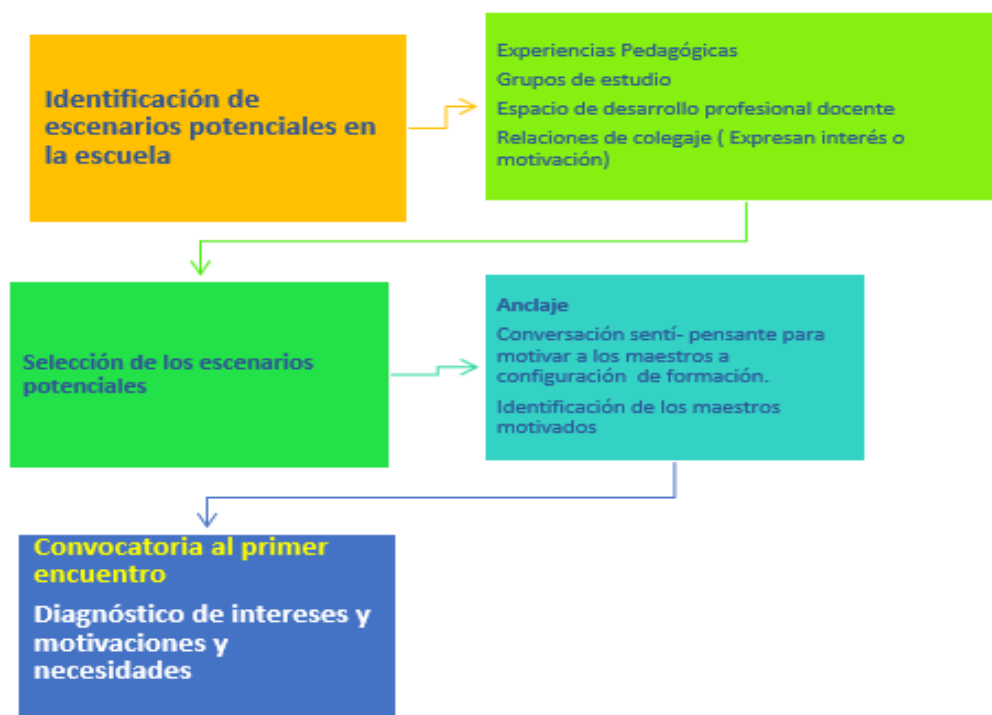 Identificación de
escenarios potenciales en
la escuela
Experiencias Pedagógicas
Grupos de estudio
Espacio de desarrollo profesional docente
Relaciones de colegaje ( Expresan interés o
motivación)
Selección de los escenarios
potenciales
Anclaje
Conversación sentí- pensante para
motivar a los maestros a
configuración de formación.
Identificación de los maestros
motivados
Convocatoria al primer
encuentro
Diagnóstico de intereses y
motivaciones y
necesidades